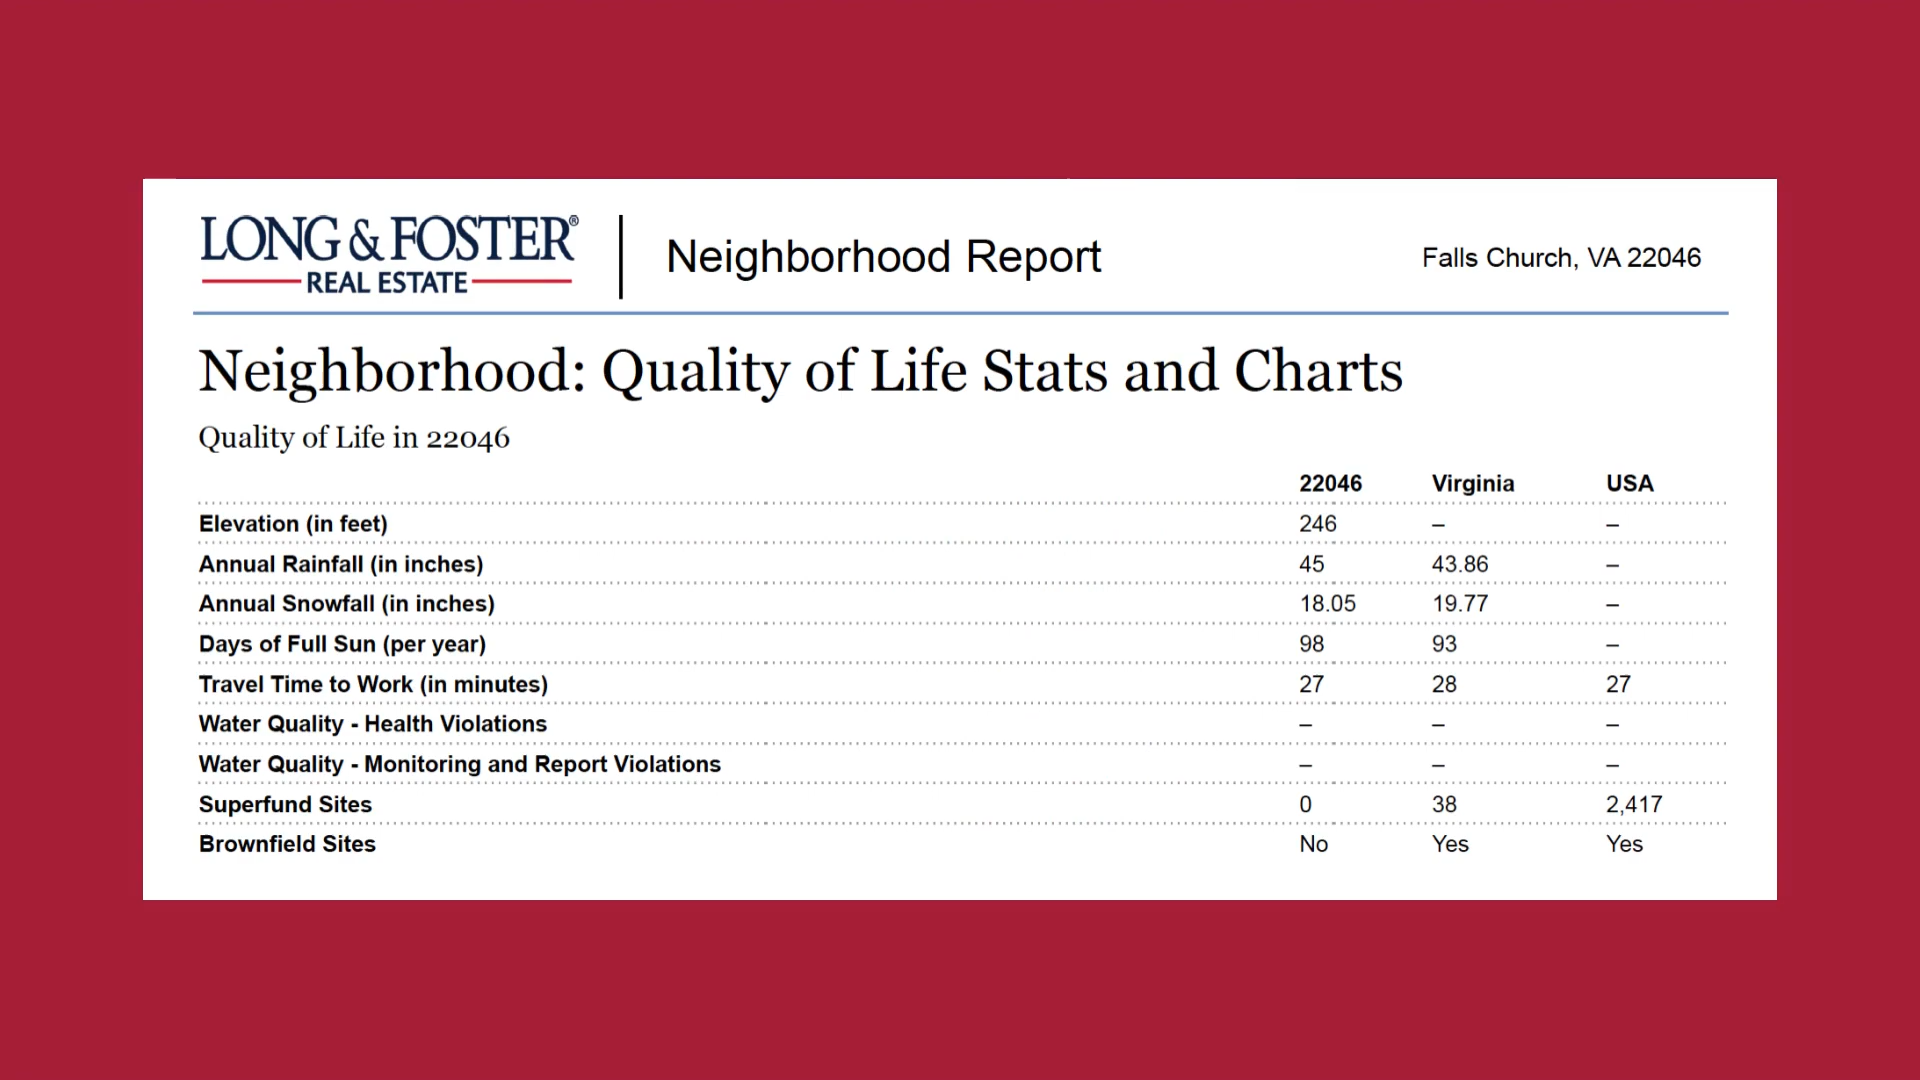 LONG & FOSTER®
REAL ESTATE
Neighborhood Report
Falls Church, VA 22046
Neighborhood: Quality of Life Stats and Charts
Quality of Life in 22046
22046 Virginia USA
Elevation (in feet) 246 – –
Annual Rainfall (in inches) 45 43.86 –
Annual Snowfall (in inches) 18.05 19.77 –
Days of Full Sun (per year) 98 93 –
Travel Time to Work (in minutes) 27 28 27
Water Quality - Health Violations – – –
Water Quality - Monitoring and Report Violations – – –
Superfund Sites 0 38 2,417
Brownfield Sites No Yes Yes